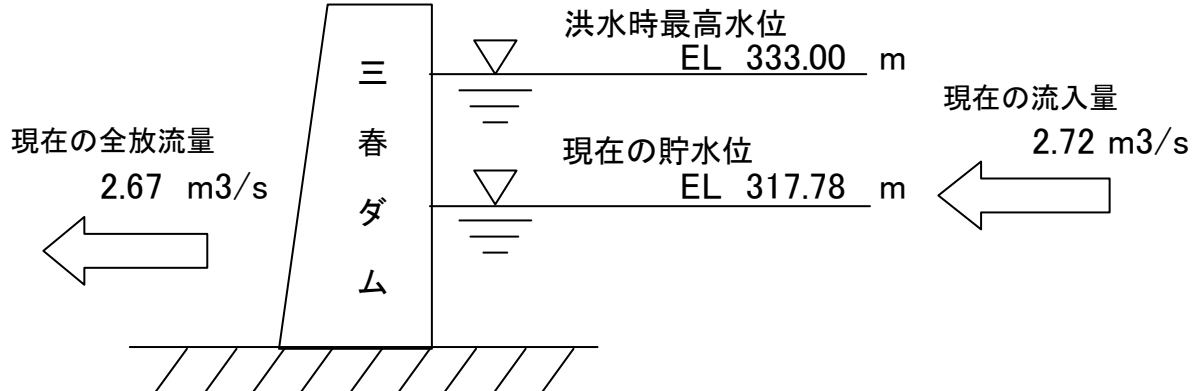 洪水時最高水位
EL 333.00 m
三春ダム
現在の流入量
2.72 m3/s
現在の全放流量
2.67 m3/s
現在の貯水位
EL 317.78 m